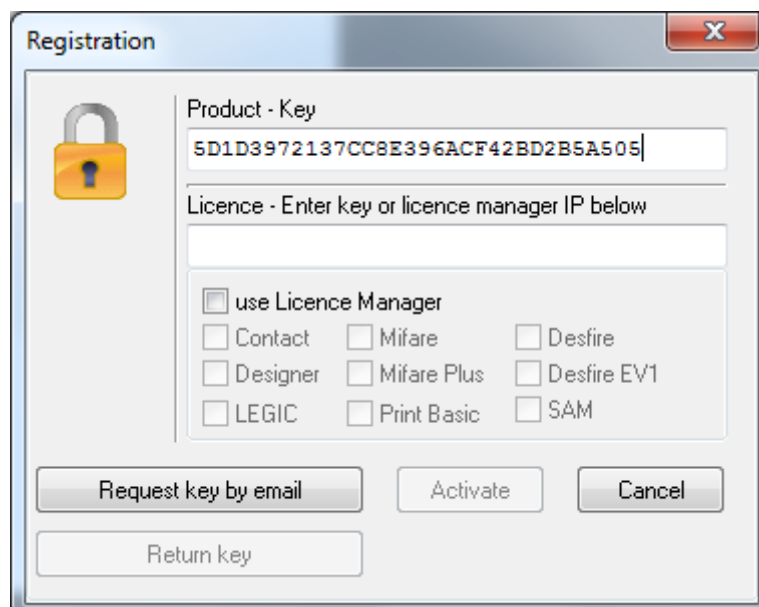 Registration
Product - Key
5D1D3972137CC8E396ACF42BD2B5A505
Licence - Enter key or licence manager IP below
use Licence Manager
Contact Mifare Desfire
Designer Mifare Plus Desfire EV1
LEGIC Print Basic SAM
Request key by email Activate Cancel
Return key